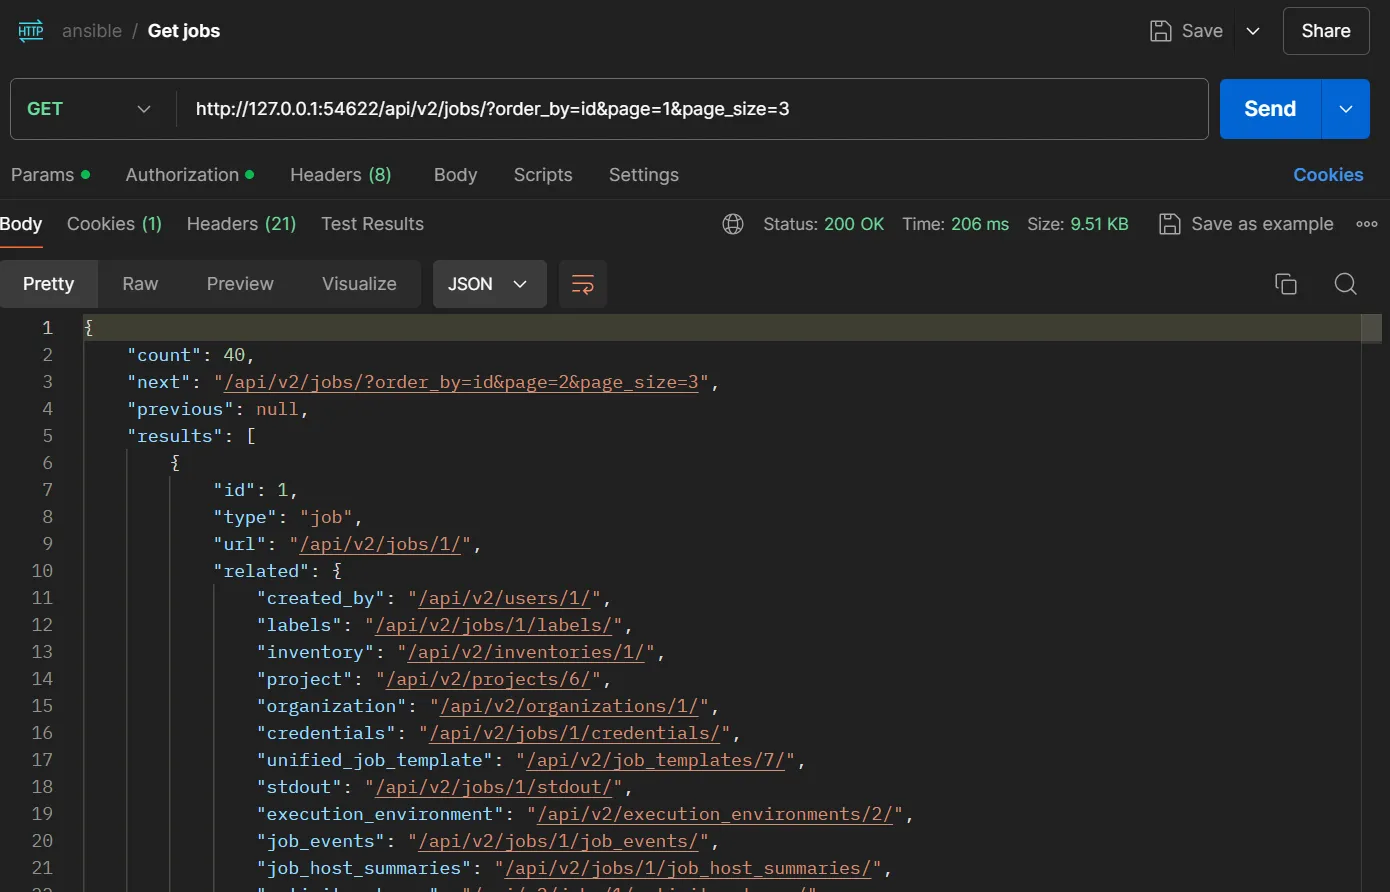 HTTP ansible / Get jobs Save Share
GET http://127.0.0.1:54622/api/v2/jobs/?order_by=id&page=1&page_size=3 Send
Params Authorization Headers (8) Body Scripts Settings Cookies
Body Cookies (1) Headers (21) Test Results Status: 200 OK Time: 206 ms Size: 9.51 KB Save as example
Pretty Raw Preview Visualize JSON
1 {
2 "count": 40,
3 "next": "/api/v2/jobs/?order_by=id&page=2&page_size=3",
4 "previous": null,
5 "results": [
6 {
7 "id": 1,
8 "type": "job",
9 "url": "/api/v2/jobs/1/",
10 "related": {
11 "created_by": "/api/v2/users/1/",
12 "labels": "/api/v2/jobs/1/labels/",
13 "inventory": "/api/v2/inventories/1/",
14 "project": "/api/v2/projects/6/",
15 "organization": "/api/v2/organizations/1/",
16 "credentials": "/api/v2/jobs/1/credentials/",
17 "unified_job_template": "/api/v2/job_templates/7/",
18 "stdout": "/api/v2/jobs/1/stdout/",
19 "execution_environment": "/api/v2/execution_environments/2/",
20 "job_events": "/api/v2/jobs/1/job_events/",
21 "job_host_summaries": "/api/v2/jobs/1/job_host_summaries/",